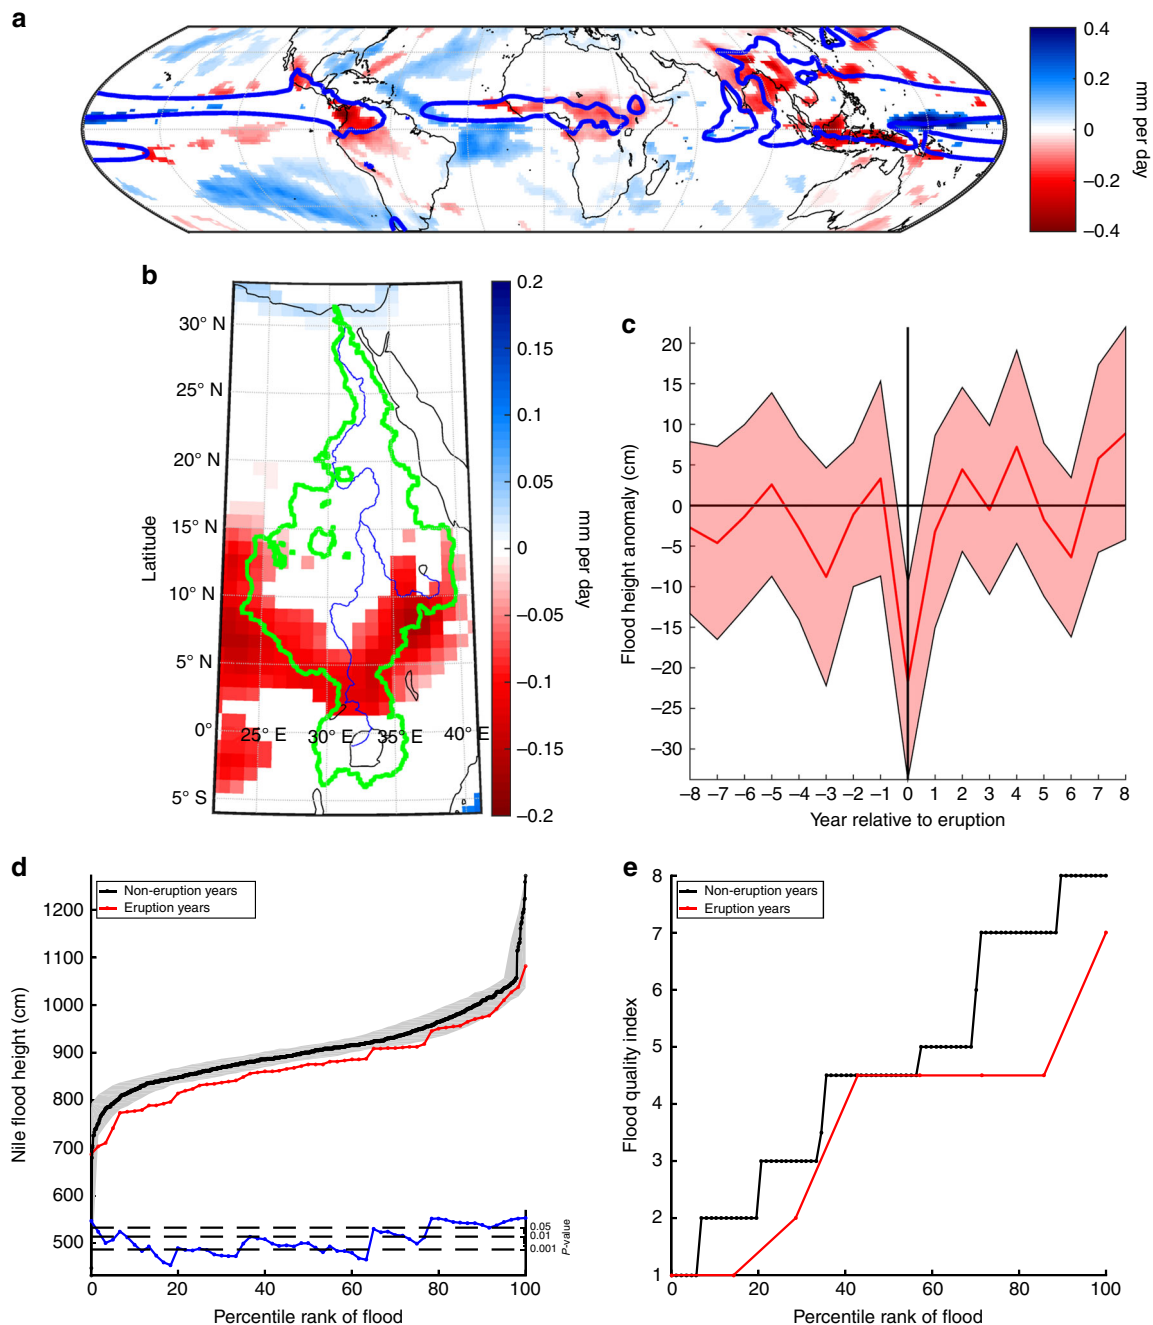 a
0.4
0.2
0
−0.2
−0.4
mm per day
b
30° N
25° N
20° N
15° N
10° N
5° N
0°
5° S
25° E
30° E
35° E
40° E
Latitude
0.2
0.15
0.1
0.05
0
−0.05
−0.1
−0.15
−0.2
mm per day
c
20
15
10
5
0
−5
−10
−15
−20
−25
−30
Flood height anomaly (cm)
−8 −7 −6 −5 −4 −3 −2 −1 0 1 2 3 4 5 6 7 8
Year relative to eruption
d
Non-eruption years
Eruption years
1200
1100
1000
900
800
700
600
500
Nile flood height (cm)
0.05
0.01
0.001
P-value
0 20 40 60 80 100
Percentile rank of flood
e
Non-eruption years
Eruption years
8
7
6
5
4
3
2
1
Flood quality index
0 20 40 60 80 100
Percentile rank of flood